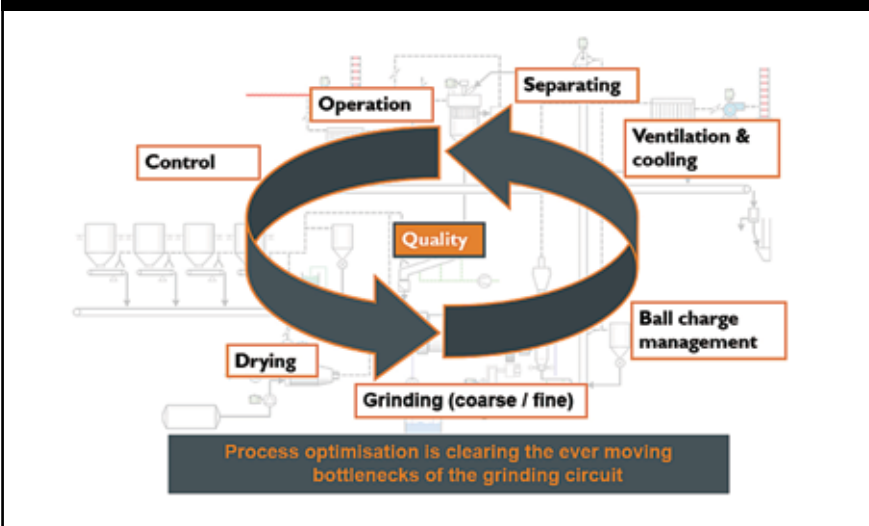 Separating
Operation
Ventilation &
cooling
Control
Quality
Ball charge
management
Drying
Grinding (coarse / fine)
Process optimisation is clearing the ever moving
bottlenecks of the grinding circuit